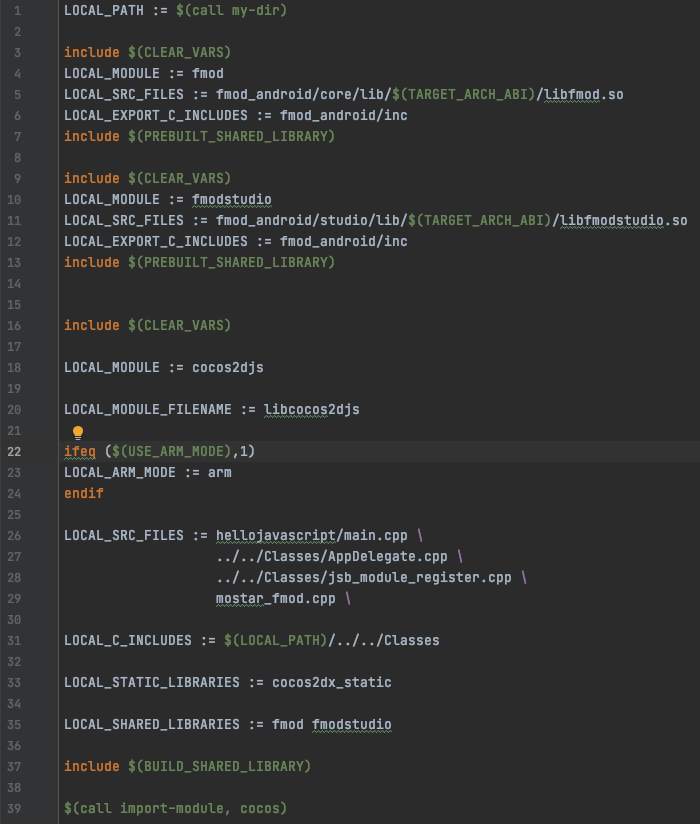 1 LOCAL_PATH := $(call my-dir)
2
3 include $(CLEAR_VARS)
4 LOCAL_MODULE := fmod
5 LOCAL_SRC_FILES := fmod_android/core/lib/$(TARGET_ARCH_ABI)/libfmod.so
6 LOCAL_EXPORT_C_INCLUDES := fmod_android/inc
7 include $(PREBUILT_SHARED_LIBRARY)
8
9 include $(CLEAR_VARS)
10 LOCAL_MODULE := fmodstudio
11 LOCAL_SRC_FILES := fmod_android/studio/lib/$(TARGET_ARCH_ABI)/libfmodstudio.so
12 LOCAL_EXPORT_C_INCLUDES := fmod_android/inc
13 include $(PREBUILT_SHARED_LIBRARY)
14
15
16 include $(CLEAR_VARS)
17
18 LOCAL_MODULE := cocos2djs
19
20 LOCAL_MODULE_FILENAME := libcocos2djs
21
22 ifeq ($(USE_ARM_MODE),1)
23 LOCAL_ARM_MODE := arm
24 endif
25
26 LOCAL_SRC_FILES := hellojavascript/main.cpp \
27 ../../Classes/AppDelegate.cpp \
28 ../../Classes/jsb_module_register.cpp \
29 mostar_fmod.cpp \
30
31 LOCAL_C_INCLUDES := $(LOCAL_PATH)/../../Classes
32
33 LOCAL_STATIC_LIBRARIES := cocos2dx_static
34
35 LOCAL_SHARED_LIBRARIES := fmod fmodstudio
36
37 include $(BUILD_SHARED_LIBRARY)
38
39 $(call import-module, cocos)